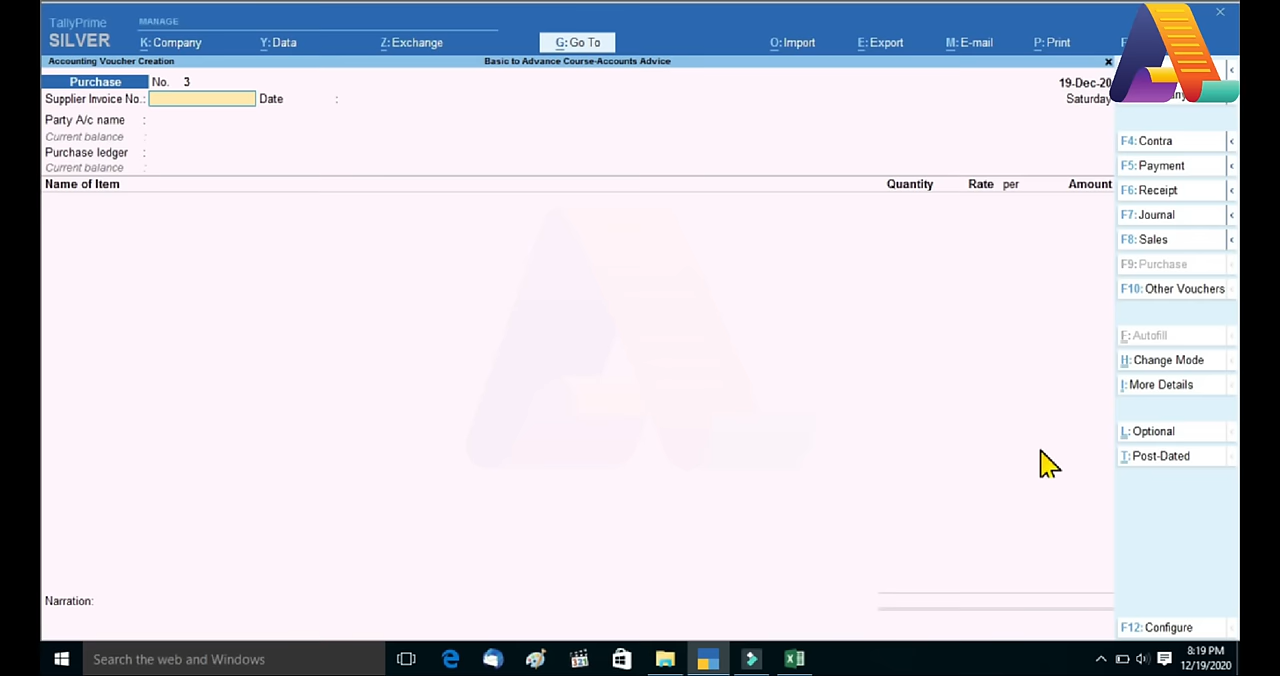 TallyPrime MANAGE
SILVER K: Company Y: Data Z: Exchange G: Go To O: Import E: Export M: E-mail P: Print
Accounting Voucher Creation Basic to Advance Course-Accounts Advice
Purchase No. 3 19-Dec-20
Supplier Invoice No.: Date : Saturday
Party A/c name :
Current balance :
Purchase ledger :
Current balance :
Name of Item Quantity Rate per Amount
F4: Contra
F5: Payment
F6: Receipt
F7: Journal
F8: Sales
F9: Purchase
F10: Other Vouchers
E: Autofill
H: Change Mode
I: More Details
L: Optional
T: Post-Dated
Narration:
F12: Configure
Search the web and Windows
321
8:19 PM
12/19/2020